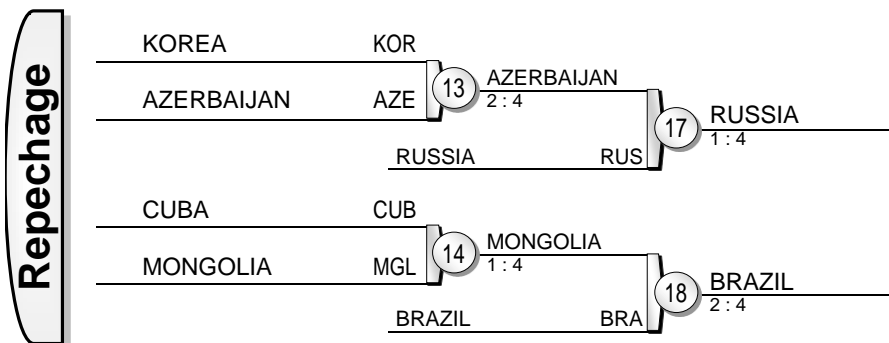 Repechage
KOREA KOR
AZERBAIJAN AZE
13
AZERBAIJAN
2 : 4
RUSSIA RUS
17
RUSSIA
1 : 4
CUBA CUB
MONGOLIA MGL
14
MONGOLIA
1 : 4
BRAZIL BRA
18
BRAZIL
2 : 4